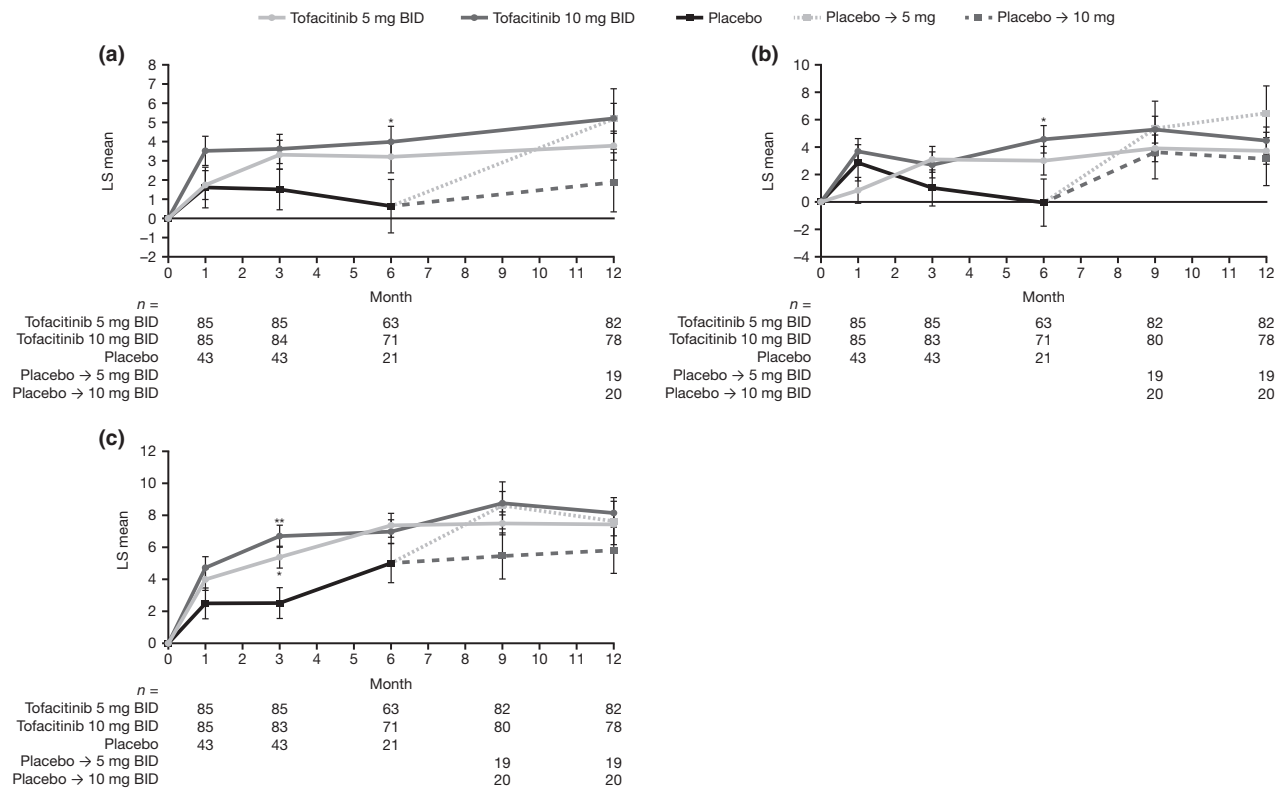 Tofacitinib 5 mg BID Tofacitinib 10 mg BID Placebo Placebo → 5 mg Placebo → 10 mg
(a)
LS mean
8
7
6
5
4
3
2
1
0
–1
–2
*
0 1 2 3 4 5 6 7 8 9 10 11 12
Month
n =
Tofacitinib 5 mg BID 85 85 63 82
Tofacitinib 10 mg BID 85 84 71 78
Placebo 43 43 21
Placebo → 5 mg BID 19
Placebo → 10 mg BID 20
(b)
LS mean
10
8
6
4
2
0
–2
–4
*
0 1 2 3 4 5 6 7 8 9 10 11 12
Month
n =
Tofacitinib 5 mg BID 85 85 63 82 82
Tofacitinib 10 mg BID 85 83 71 80 78
Placebo 43 43 21
Placebo → 5 mg BID 19 19
Placebo → 10 mg BID 20 20
(c)
LS mean
12
10
8
6
4
2
0
**
*
0 1 2 3 4 5 6 7 8 9 10 11 12
Month
n =
Tofacitinib 5 mg BID 85 85 63 82 82
Tofacitinib 10 mg BID 85 83 71 80 78
Placebo 43 43 21
Placebo → 5 mg BID 19 19
Placebo → 10 mg BID 20 20